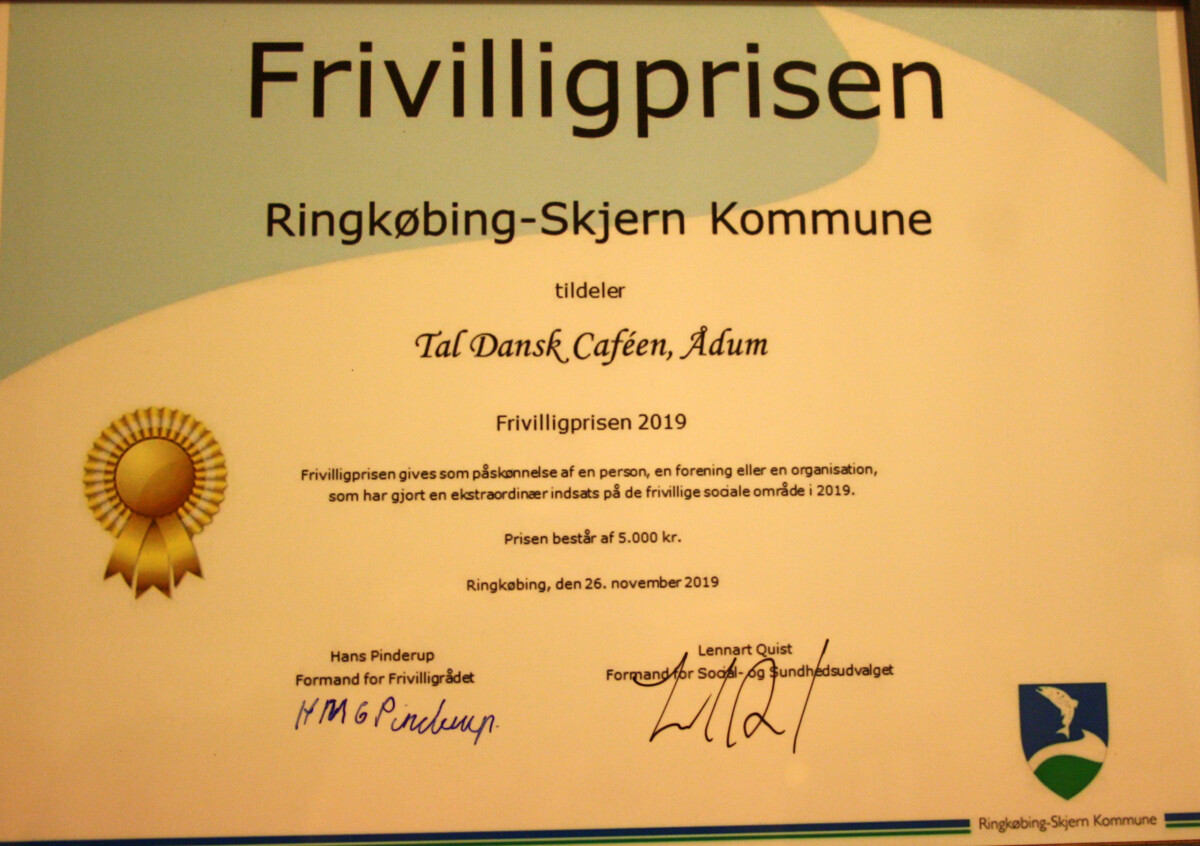 Frivilligprisen
Ringkøbing-Skjern Kommune
tildeler
Tal Dansk Caféen, Ådum
Frivilligprisen 2019
Frivilligprisen gives som påskønnelse af en person, en forening eller en organisation,
som har gjort en ekstraordinær indsats på de frivillige sociale område i 2019.
Prisen består af 5.000 kr.
Ringkøbing, den 26. november 2019
Hans Pinderup
Formand for Frivilligrådet
HMG Pinderup
Lennart Quist
Formand for Social- og Sundhedsudvalget
Ringkøbing-Skjern Kommune